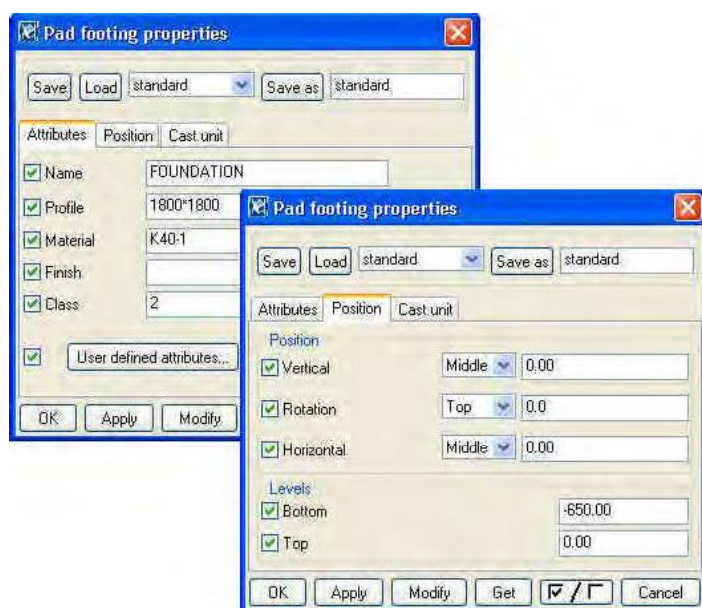 Pad footing properties
Save Load standard Save as standard
Attributes Position Cast unit
Name FOUNDATION
Profile 1800*1800
Material K40-1
Finish
Class 2
User defined attributes...
OK Apply Modify
Pad footing properties
Save Load standard Save as standard
Attributes Position Cast unit
Position
Vertical Middle 0.00
Rotation Top 0.0
Horizontal Middle 0.00
Levels
Bottom -650.00
Top 0.00
OK Apply Modify Get / Cancel